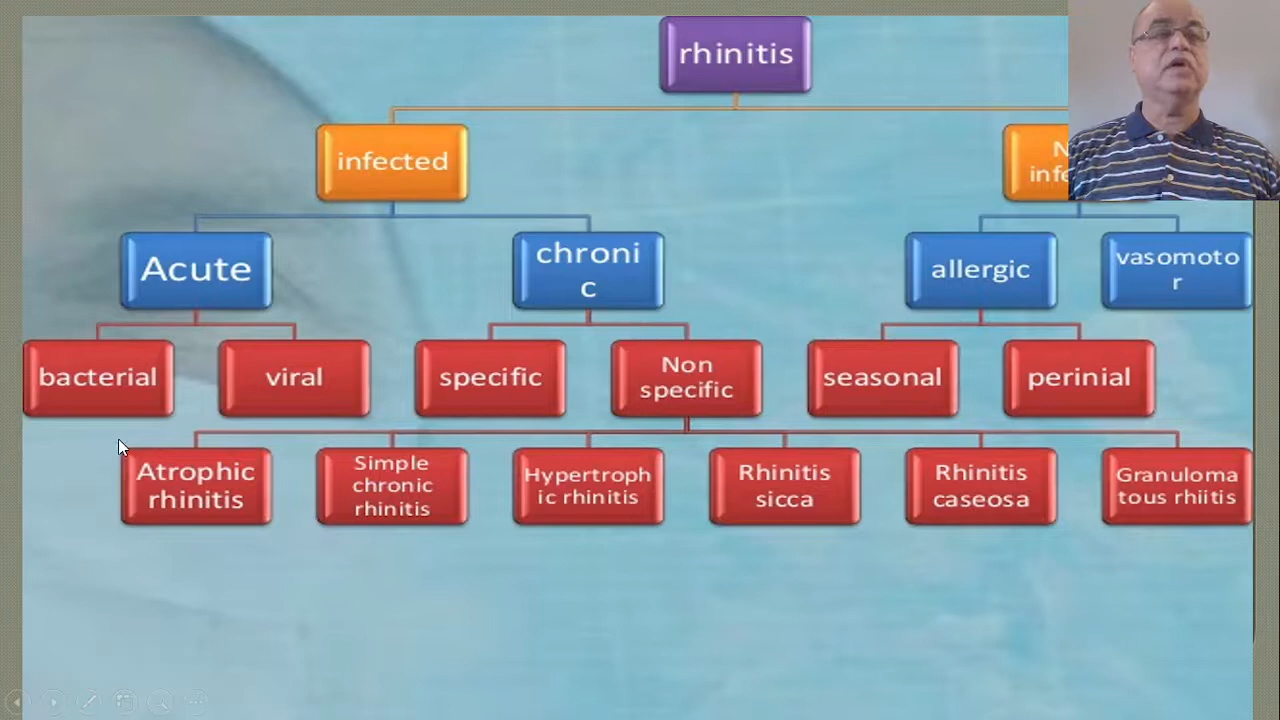 rhinitis
infected
Acute
chroni
c
allergic
vasomoto
r
bacterial
viral
specific
Non
specific
seasonal
perinial
Atrophic
rhinitis
Simple
chronic
rhinitis
Hypertroph
ic rhinitis
Rhinitis
sicca
Rhinitis
caseosa
Granuloma
tous rhiitis